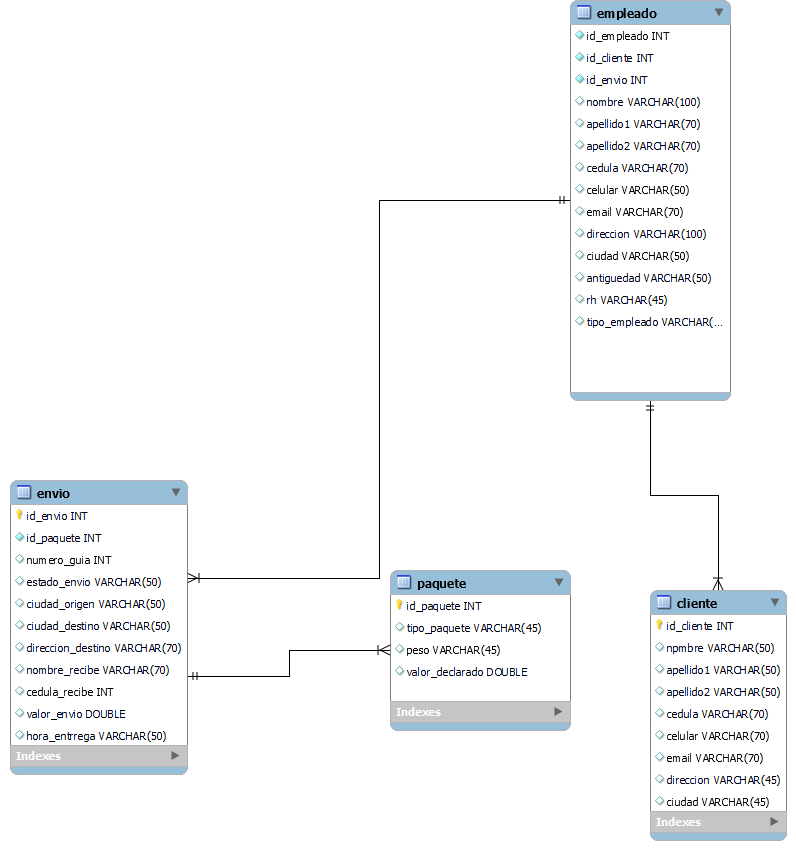 empleado
id_empleado INT
id_cliente INT
id_envio INT
nombre VARCHAR(100)
apellido1 VARCHAR(70)
apellido2 VARCHAR(70)
cedula VARCHAR(70)
celular VARCHAR(50)
email VARCHAR(70)
direccion VARCHAR(100)
ciudad VARCHAR(50)
antiguedad VARCHAR(50)
rh VARCHAR(45)
tipo_empleado VARCHAR(...
envio
id_envio INT
id_paquete INT
numero_guia INT
estado_envio VARCHAR(50)
ciudad_origen VARCHAR(50)
ciudad_destino VARCHAR(50)
direccion_destino VARCHAR(70)
nombre_recibe VARCHAR(70)
cedula_recibe INT
valor_envio DOUBLE
hora_entrrega VARCHAR(50)
Indexes
paquete
id_paquete INT
tipo_paquete VARCHAR(45)
peso VARCHAR(45)
valor_declarado DOUBLE
Indexes
cliente
id_cliente INT
npmbre VARCHAR(50)
apellido1 VARCHAR(50)
apellido2 VARCHAR(50)
cedula VARCHAR(70)
celular VARCHAR(70)
email VARCHAR(70)
direccion VARCHAR(45)
ciudad VARCHAR(45)
Indexes